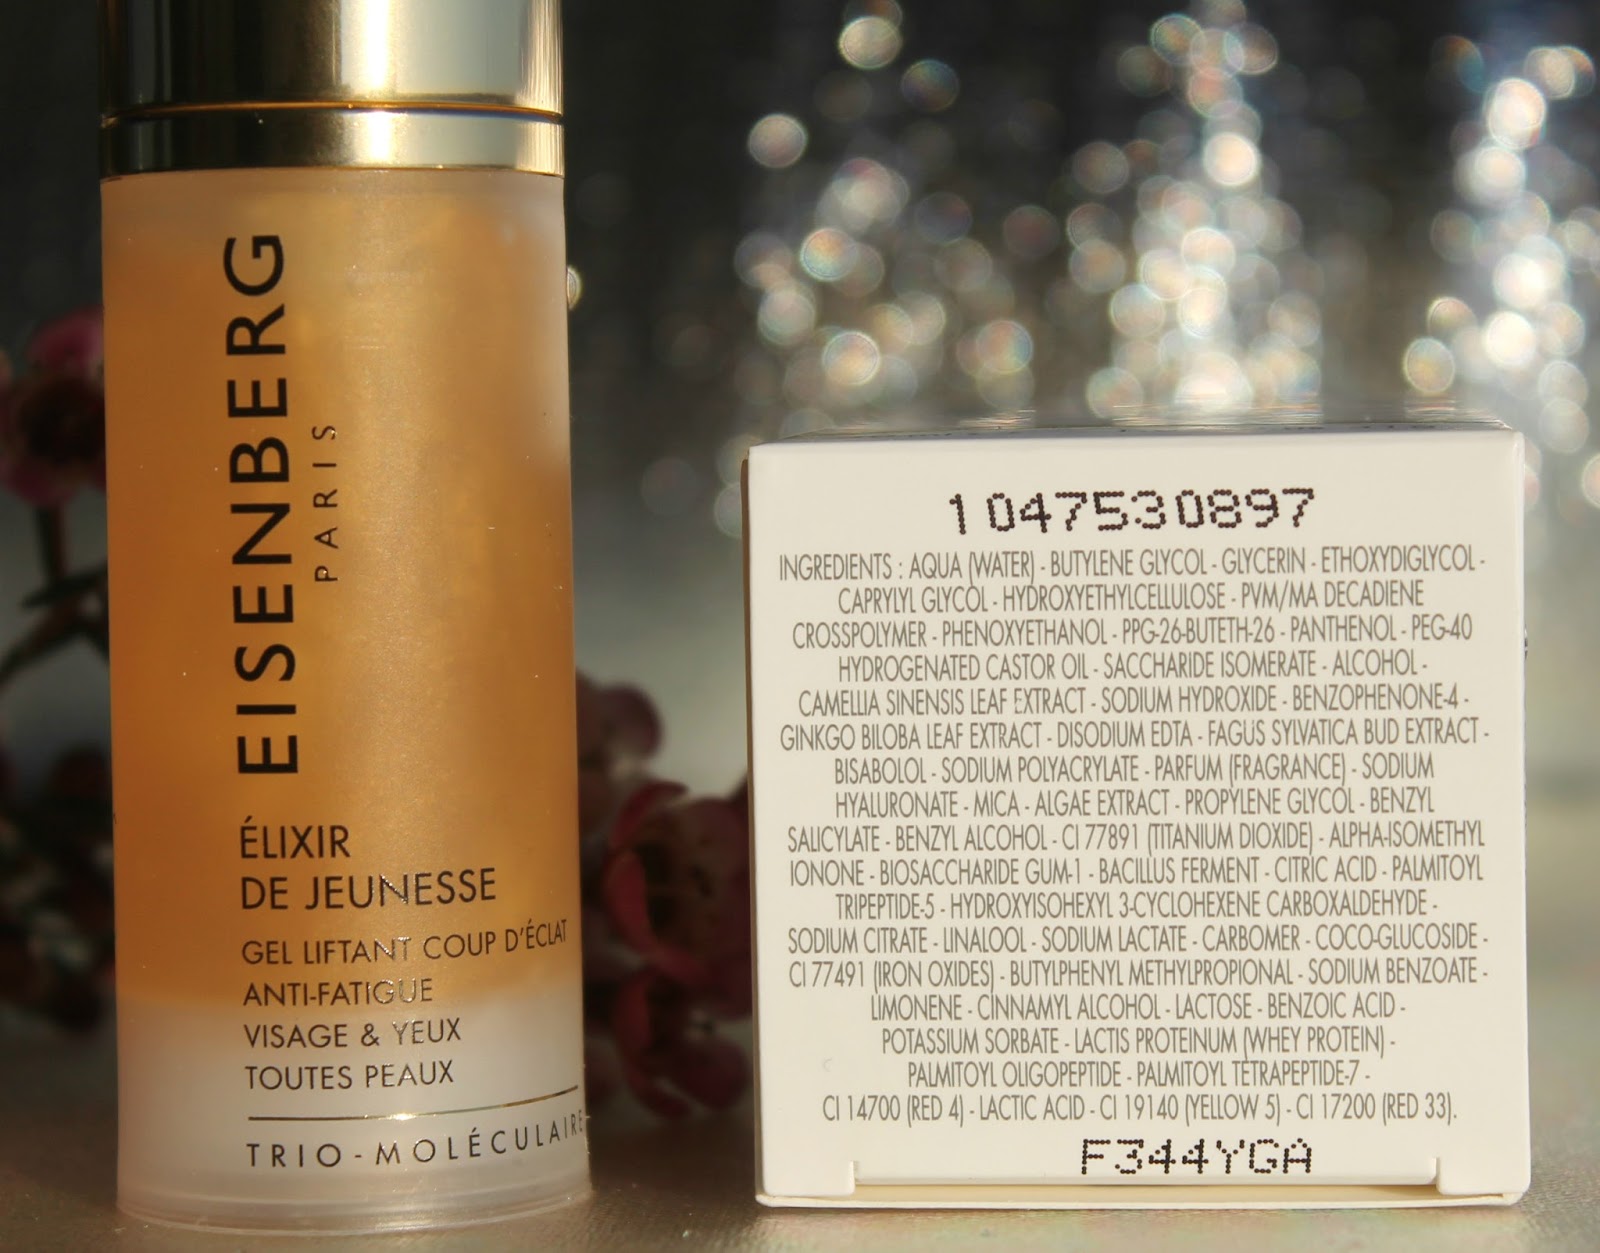 EISENBERG
PARIS
ÉLIXIR
DE JEUNESSE
GEL LIFTANT COUP D'ÉCLAT
ANTI-FATIGUE
VISAGE & YEUX
TOUTES PEAUX
TRIO-MOLÉCULAIRE
1 047530897
INGREDIENTS : AQUA (WATER) - BUTYLENE GLYCOL - GLYCERIN - ETHOXYDIGLYCOL -
CAPRYLYL GLYCOL - HYDROXYETHYLCELLULOSE - PVM/MA DECADIENE
CROSSPOLYMER - PHENOXYETHANOL - PPG-26-BUTETH-26 - PANTHENOL - PEG-40
HYDROGENATED CASTOR OIL - SACCHARIDE ISOMERATE - ALCOHOL -
CAMELLIA SINENSIS LEAF EXTRACT - SODIUM HYDROXIDE - BENZOPHENONE-4 -
GINKGO BILOBA LEAF EXTRACT - DISODIUM EDTA - FAGUS SYLVATICA BUD EXTRACT -
BISABOLOL - SODIUM POLYACRYLATE - PARFUM (FRAGRANCE) - SODIUM
HYALURONATE - MICA - ALGAE EXTRACT - PROPYLENE GLYCOL - BENZYL
SALICYLATE - BENZYL ALCOHOL - CI 77891 (TITANIUM DIOXIDE) - ALPHA-ISOMETHYL
IONONE - BIOSACCHARIDE GUM-1 - BACILLUS FERMENT - CITRIC ACID - PALMITOYL
TRIPEPTIDE-5 - HYDROXYISOHEXYL 3-CYCLOHEXENE CARBOXALDEHYDE -
SODIUM CITRATE - LINALOOL - SODIUM LACTATE - CARBOMER - COCO-GLUCOSIDE -
CI 77491 (IRON OXIDES) - BUTYLPHENYL METHYLPROPIONAL - SODIUM BENZOATE -
LIMONENE - CINNAMYL ALCOHOL - LACTOSE - BENZOIC ACID -
POTASSIUM SORBATE - LACTIS PROTEINUM (WHEY PROTEIN) -
PALMITOYL OLIGOPEPTIDE - PALMITOYL TETRAPEPTIDE-7 -
CI 14700 (RED 4) - LACTIC ACID - CI 19140 (YELLOW 5) - CI 17200 (RED 33).
F344YGA